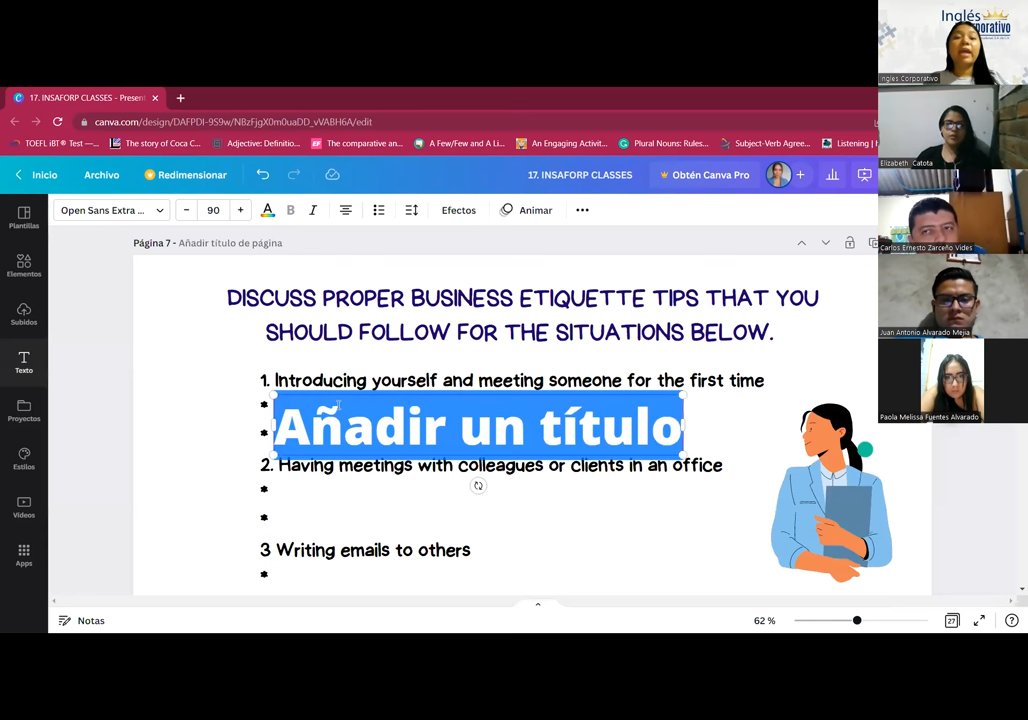 Inglés
Corporativo
Ingles Corporativo
17. INSAFORP CLASSES - Present
canva.com/design/DAFPDI-9S9w/N8zFjgX0m0uaDD_vVABH6A/edit
TOEFL iBT® Test —...
The story of Coca C...
Adjective: Definitio...
The comparative an...
A Few/Few and A Li...
An Engaging Activit...
Plural Nouns: Rules...
Subject-Verb Agree...
Listening |
Elizabeth Catota
Inicio
Archivo
Redimensionar
17. INSAFORP CLASSES
Obtén Canva Pro
Open Sans Extra ...
90
A
B
I
Efectos
Animar
Plantillas
Elementos
Subidos
Texto
Proyectos
Estilos
Videos
Apps
Página 7 - Añadir título de página
Carlos Ernesto Zarceño Vides
DISCUSS PROPER BUSINESS ETIQUETTE TIPS THAT YOU
SHOULD FOLLOW FOR THE SITUATIONS BELOW.
Juan Antonio Alvarado Mejia
1. Introducing yourself and meeting someone for the first time
Añadir un título
Paola Melissa Fuentes Alvarado
2. Having meetings with colleagues or clients in an office
3 Writing emails to others
Notas
62 %
27